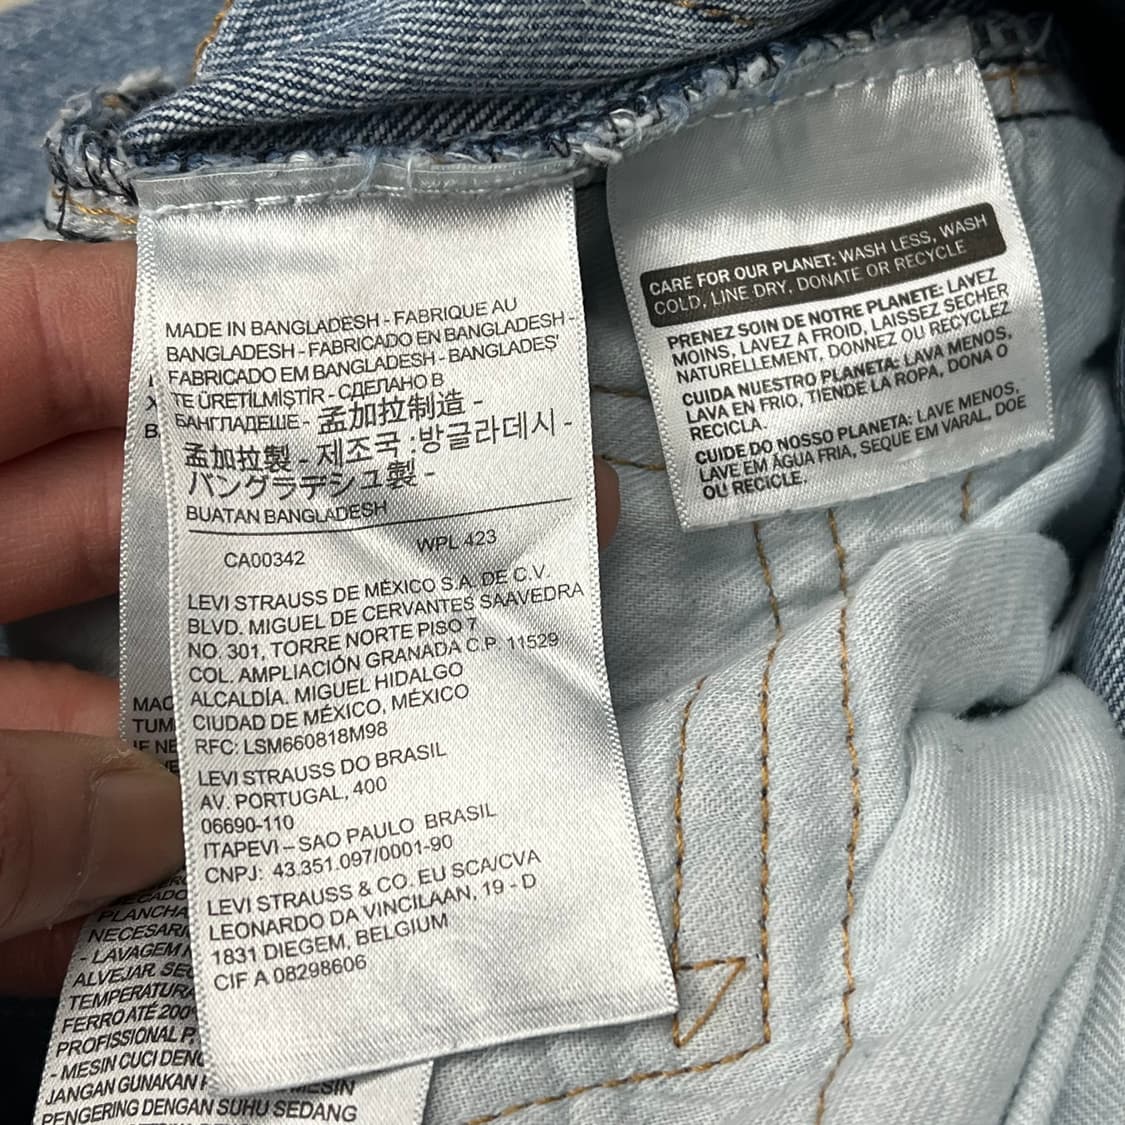 MADE IN BANGLADESH - FABRIQUE AU
BANGLADESH - FABRICADO EN BANGLADESH -
FABRICADO EM BANGLADESH - BANGLADEŞ'
TE ÜRETİLMİŞTİR - СДЕЛАНО В
БАНГЛАДЕШЕ - 孟加拉制造 -
孟加拉製 - 제조국 :방글라데시 -
バングラデシュ製 -
BUATAN BANGLADESH
CA00342 WPL 423
LEVI STRAUSS DE MÉXICO S.A. DE C.V.
BLVD. MIGUEL DE CERVANTES SAAVEDRA
NO. 301, TORRE NORTE PISO 7
COL. AMPLIACIÓN GRANADA C.P. 11529
ALCALDÍA. MIGUEL HIDALGO
CIUDAD DE MÉXICO, MÉXICO
RFC: LSM660818M98
LEVI STRAUSS DO BRASIL
AV. PORTUGAL, 400
06690-110
ITAPEVI – SAO PAULO BRASIL
CNPJ: 43.351.097/0001-90
LEVI STRAUSS & CO. EU SCA/CVA
LEONARDO DA VINCILAAN, 19 - D
1831 DIEGEM, BELGIUM
CIF A 08298606
CARE FOR OUR PLANET: WASH LESS, WASH
COLD, LINE DRY, DONATE OR RECYCLE
PRENEZ SOIN DE NOTRE PLANETE: LAVEZ
MOINS, LAVEZ A FROID, LAISSEZ SECHER
NATURELLEMENT, DONNEZ OU RECYCLEZ
CUIDA NUESTRO PLANETA: LAVA MENOS,
LAVA EN FRIO, TIENDE LA ROPA, DONA O
RECICLA.
CUIDE DO NOSSO PLANETA: LAVE MENOS,
LAVE EM ÁGUA FRIA, SEQUE EM VARAL, DOE
OU RECICLE.
PLANCHA
- LAVAGEM
ALVEJAR
TEMPERATURA
FERRO ATÉ 200°
PROFISSIONAL
- MESIN CUCI
JANGAN GUNAKAN MESIN
PENGERING DENGAN SUHU SEDANG